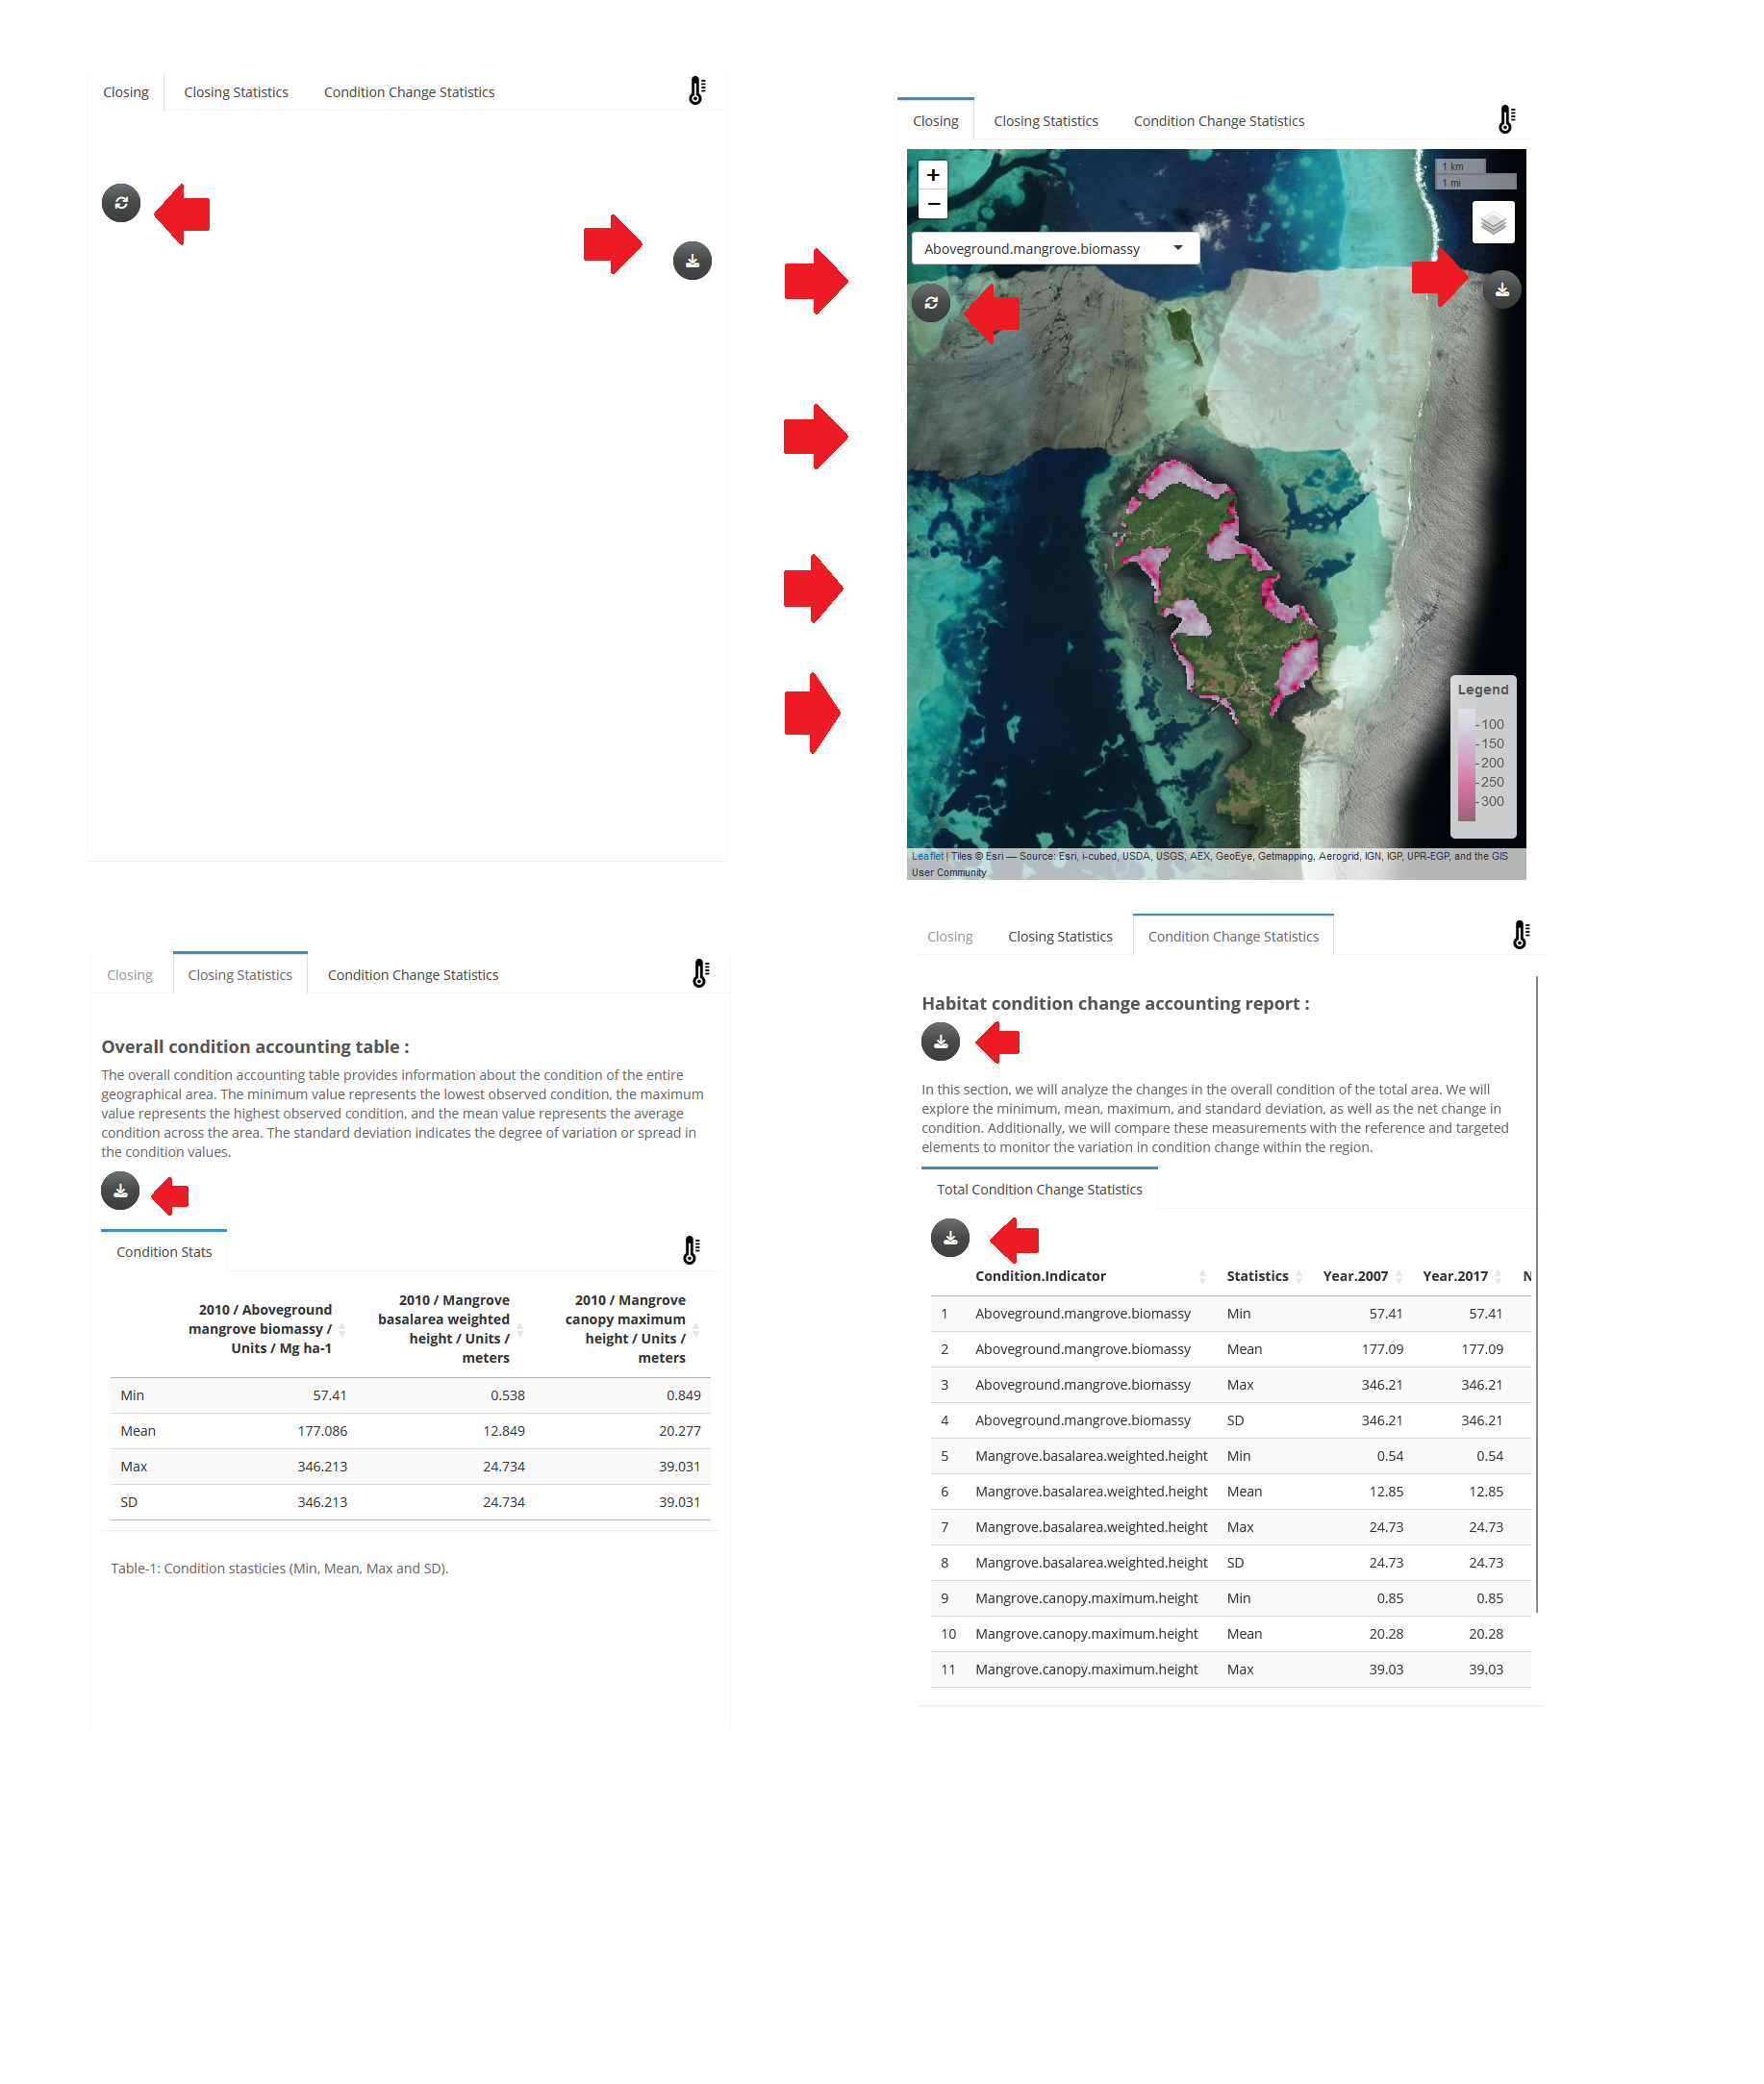 Closing Closing Statistics Condition Change Statistics
Closing Closing Statistics Condition Change Statistics
+
−
1 km
1 mi
Aboveground.mangrove.biomassy
Legend
100
150
200
250
300
Leaflet | Tiles © Esri — Source: Esri, i-cubed, USDA, USGS, AEX, GeoEye, Getmapping, Aerogrid, IGN, IGP, UPR-EGP, and the GIS
User Community
Closing Closing Statistics Condition Change Statistics
Overall condition accounting table :
The overall condition accounting table provides information about the condition of the entire
geographical area. The minimum value represents the lowest observed condition, the maximum
value represents the highest observed condition, and the mean value represents the average
condition across the area. The standard deviation indicates the degree of variation or spread in
the condition values.
Condition Stats
2010 / Aboveground
mangrove biomassy /
Units / Mg ha-1
2010 / Mangrove
basalarea weighted
height / Units /
meters
2010 / Mangrove
canopy maximum
height / Units /
meters
Min 57.41 0.538 0.849
Mean 177.086 12.849 20.277
Max 346.213 24.734 39.031
SD 346.213 24.734 39.031
Table-1: Condition stasticies (Min, Mean, Max and SD).
Closing Closing Statistics Condition Change Statistics
Habitat condition change accounting report :
In this section, we will analyze the changes in the overall condition of the total area. We will
explore the minimum, mean, maximum, and standard deviation, as well as the net change in
condition. Additionally, we will compare these measurements with the reference and targeted
elements to monitor the variation in condition change within the region.
Total Condition Change Statistics
Condition.Indicator Statistics Year.2007 Year.2017 N
1 Aboveground.mangrove.biomassy Min 57.41 57.41
2 Aboveground.mangrove.biomassy Mean 177.09 177.09
3 Aboveground.mangrove.biomassy Max 346.21 346.21
4 Aboveground.mangrove.biomassy SD 346.21 346.21
5 Mangrove.basalarea.weighted.height Min 0.54 0.54
6 Mangrove.basalarea.weighted.height Mean 12.85 12.85
7 Mangrove.basalarea.weighted.height Max 24.73 24.73
8 Mangrove.basalarea.weighted.height SD 24.73 24.73
9 Mangrove.canopy.maximum.height Min 0.85 0.85
10 Mangrove.canopy.maximum.height Mean 20.28 20.28
11 Mangrove.canopy.maximum.height Max 39.03 39.03